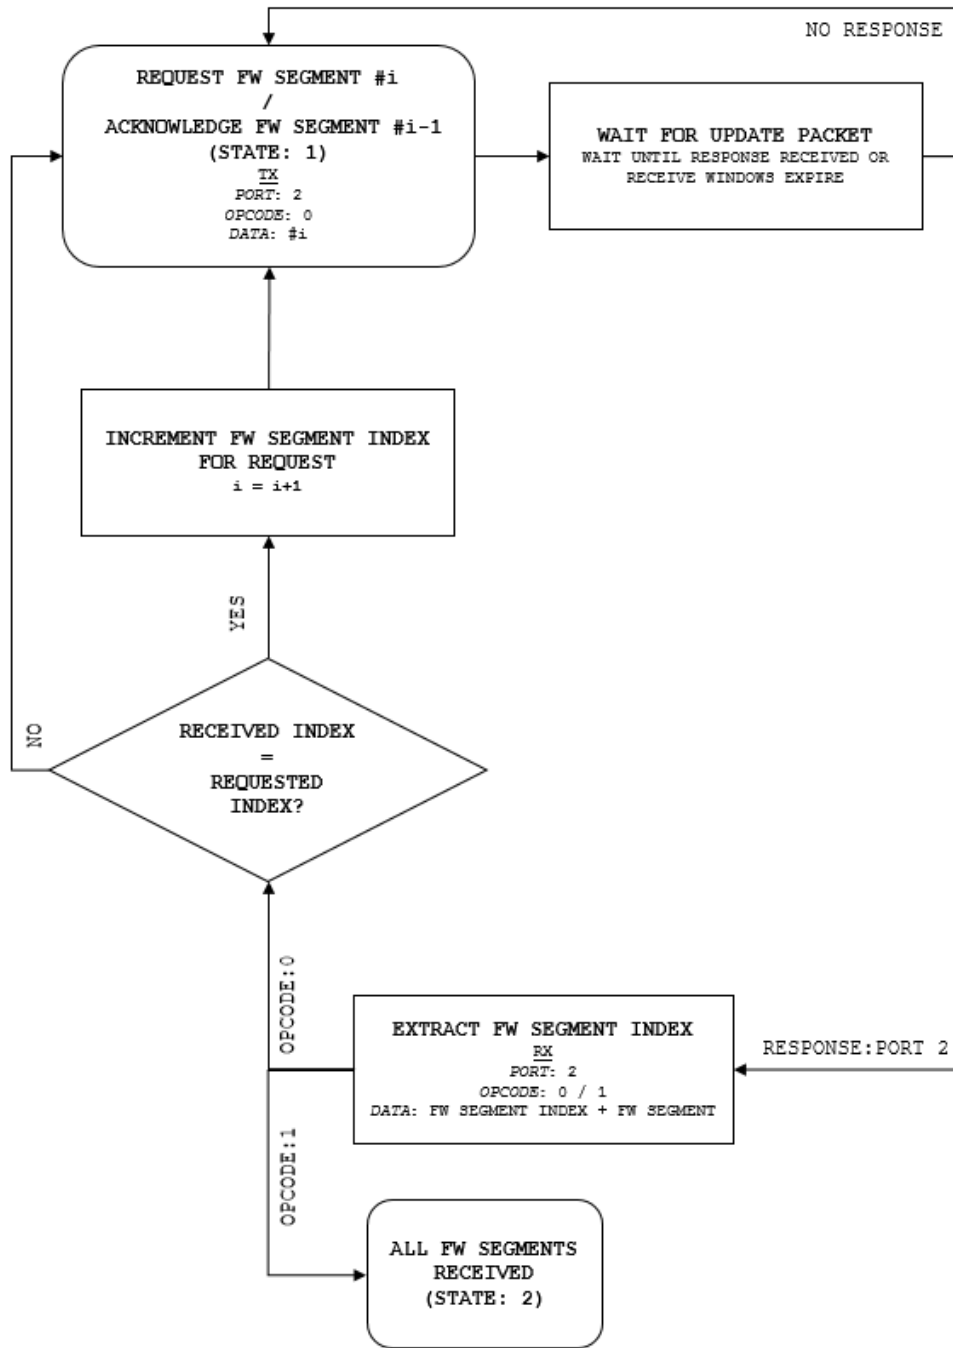 NO RESPONSE
REQUEST FW SEGMENT #i
/
ACKNOWLEDGE FW SEGMENT #i-1
(STATE: 1)
TX
PORT: 2
OPCODE: 0
DATA: #i
WAIT FOR UPDATE PACKET
WAIT UNTIL RESPONSE RECEIVED OR
RECEIVE WINDOWS EXPIRE
INCREMENT FW SEGMENT INDEX
FOR REQUEST
i = i+1
YES
NO
RECEIVED INDEX
=
REQUESTED
INDEX?
OPCODE:0
EXTRACT FW SEGMENT INDEX
RX
PORT: 2
OPCODE: 0 / 1
DATA: FW SEGMENT INDEX + FW SEGMENT
RESPONSE:PORT 2
OPCODE:1
ALL FW SEGMENTS
RECEIVED
(STATE: 2)